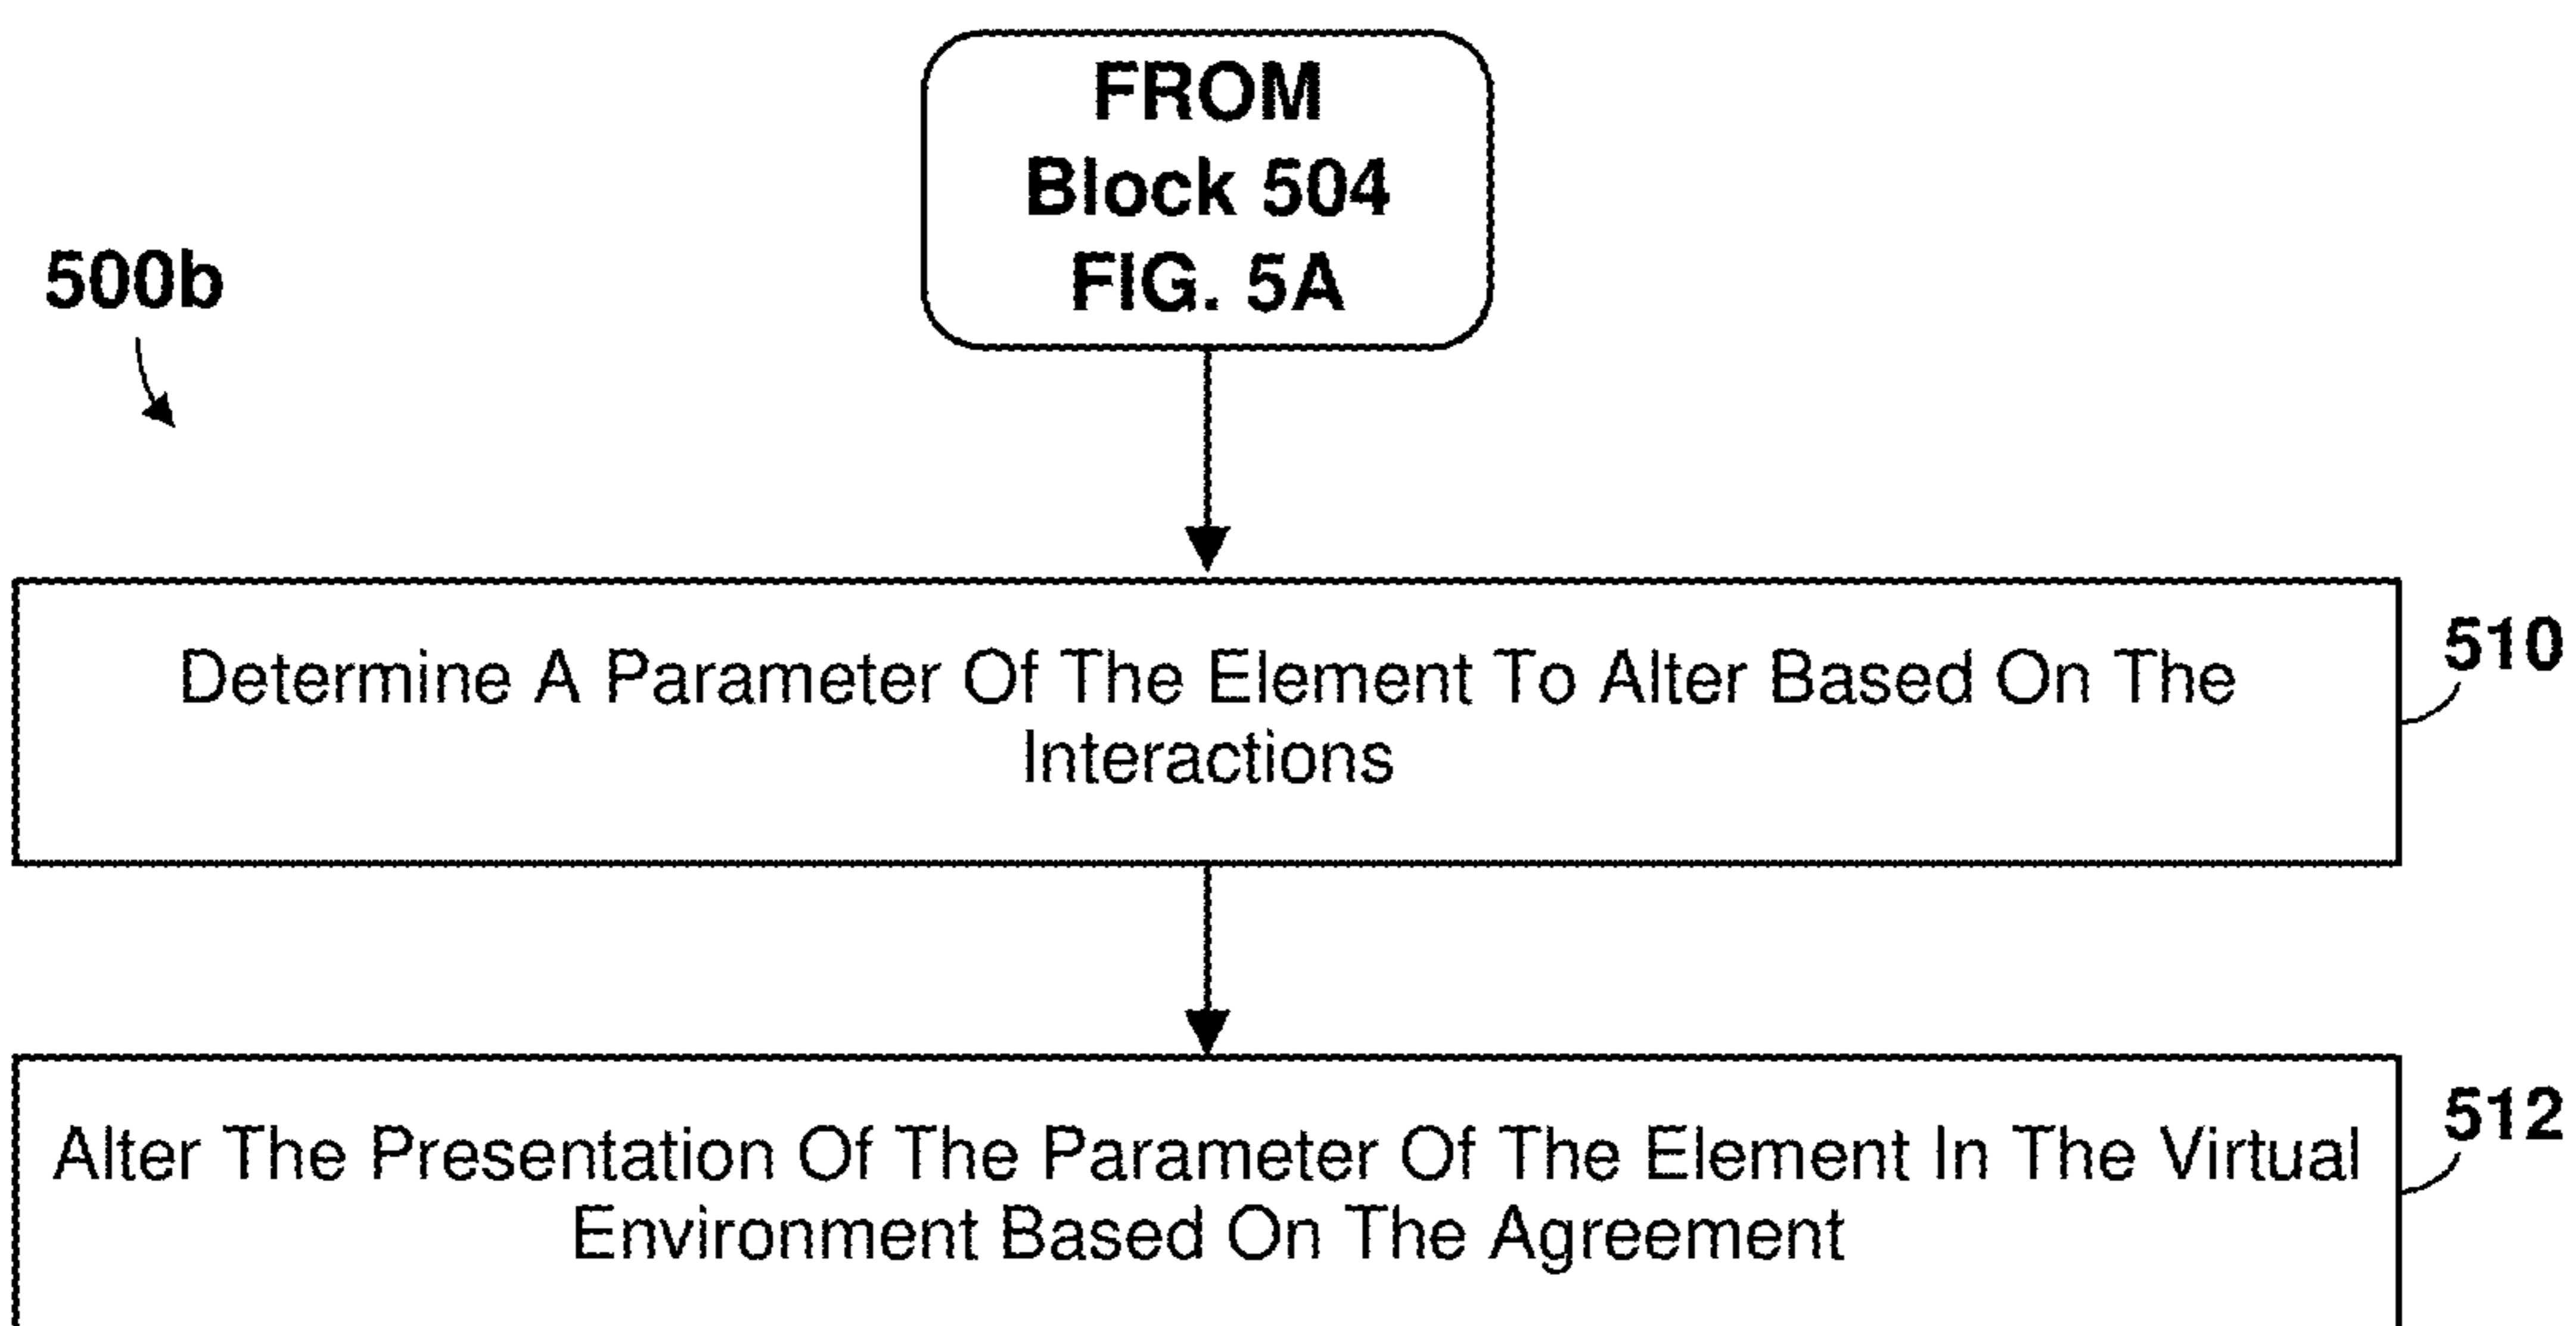 FROM
Block 504
FIG. 5A
500b
Determine A Parameter Of The Element To Alter Based On The
Interactions
510
Alter The Presentation Of The Parameter Of The Element In The Virtual
Environment Based On The Agreement
512